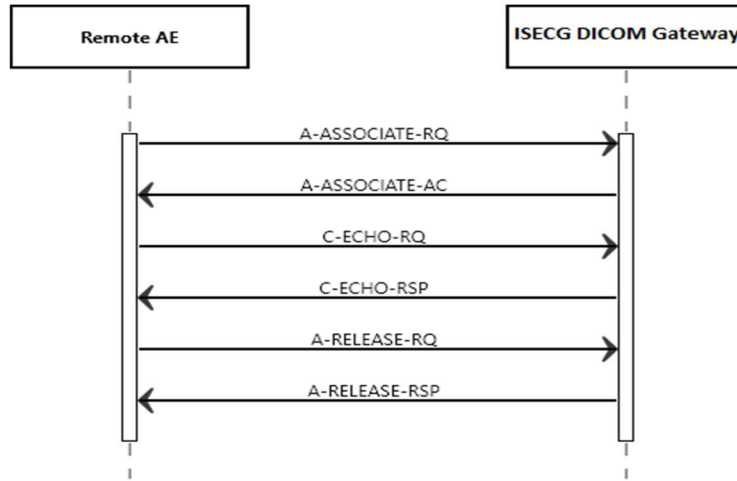 Remote AE
ISECG DICOM Gateway
A-ASSOCIATE-RQ
A-ASSOCIATE-AC
C-ECHO-RQ
C-ECHO-RSP
A-RELEASE-RQ
A-RELEASE-RSP